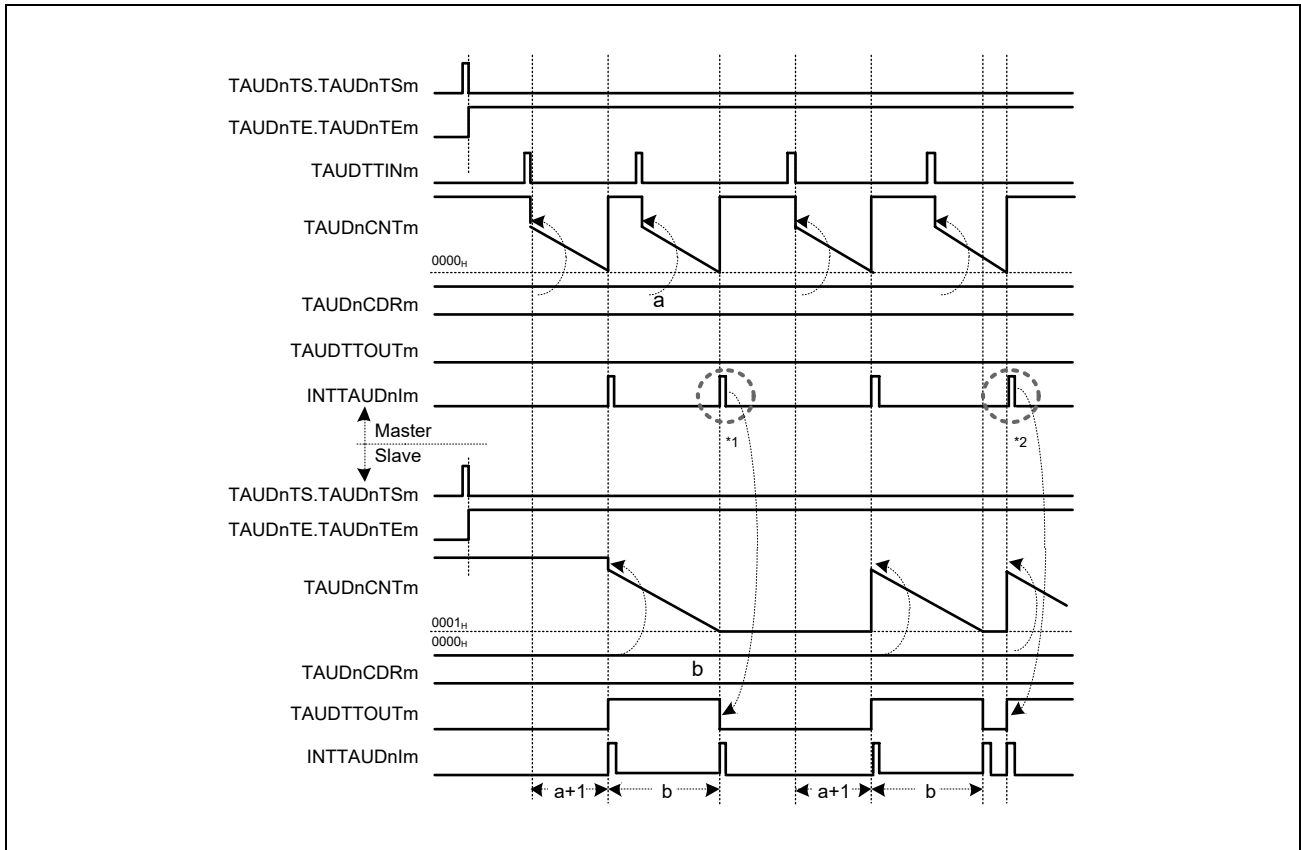 TAUDnTS.TAUDnTSm
TAUDnTE.TAUDnTEm
TAUDTTINm
TAUDnCNTm
0000H
TAUDnCDRm
a
TAUDTTOUTm
INTTAUDnIm
Master
*1
*2
Slave
TAUDnTS.TAUDnTSm
TAUDnTE.TAUDnTEm
TAUDnCNTm
0001H
0000H
TAUDnCDRm
b
TAUDTTOUTm
INTTAUDnIm
a+1 b a+1 b